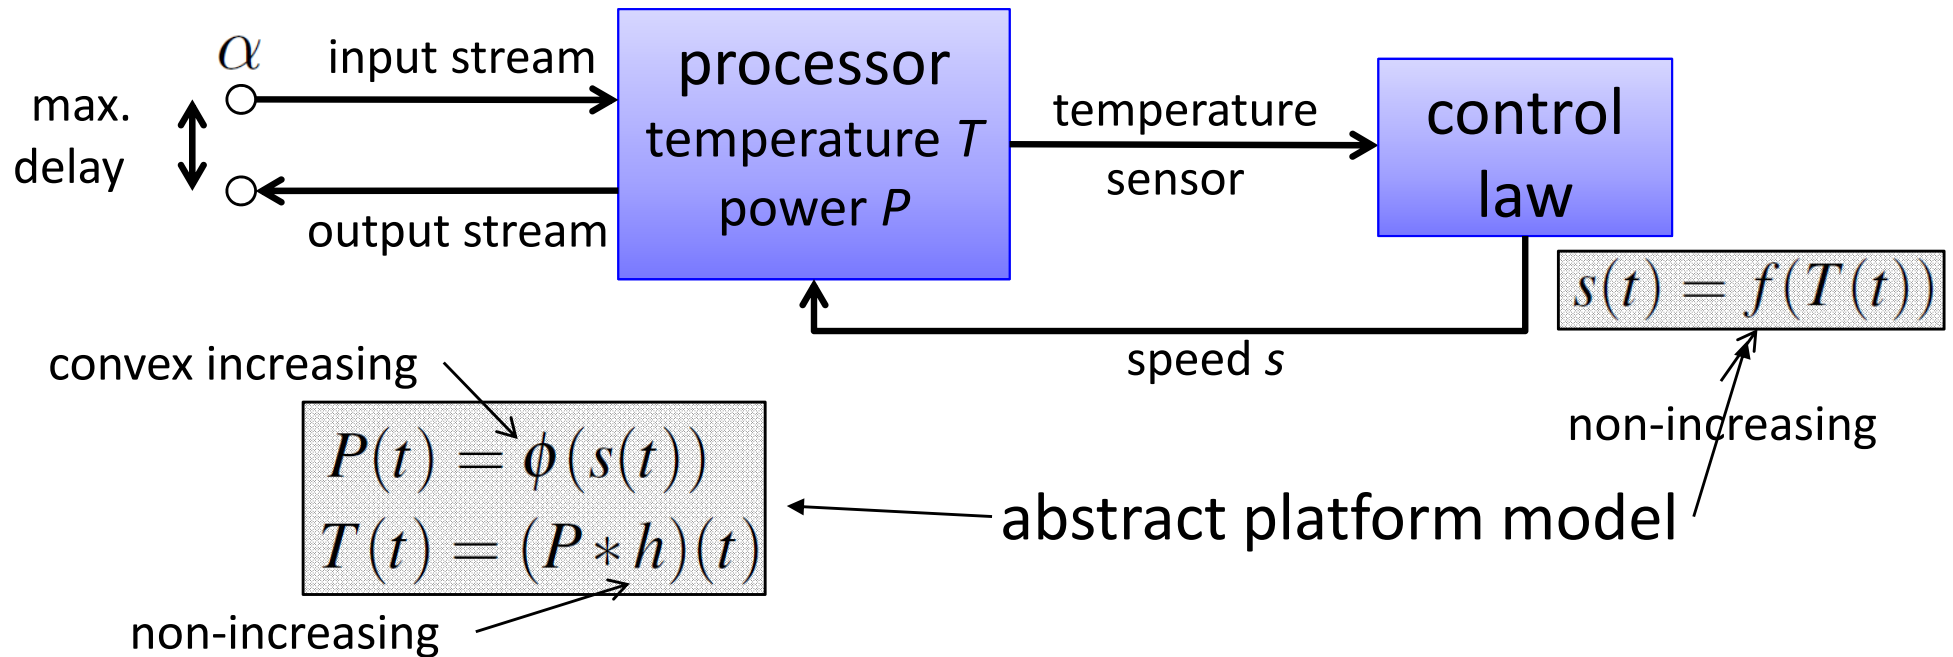 α
input stream
max.
delay
output stream
processor
temperature T
power P
temperature
sensor
control
law
s(t) = f(T(t))
speed s
convex increasing
non-increasing
P(t) = ϕ(s(t))
T(t) = (P * h)(t)
abstract platform model
non-increasing